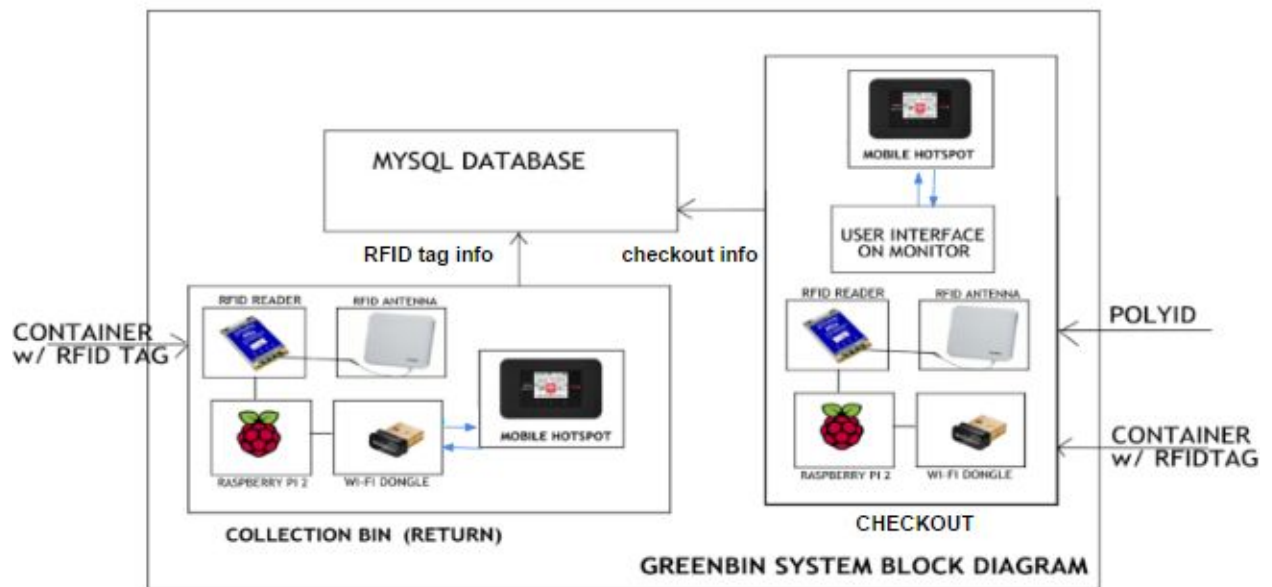 MOBILE HOTSPOT
MYSQL DATABASE
USER INTERFACE
ON MONITOR
RFID tag info
checkout info
RFID READER
RFID ANTENNA
RFID READER
RFID ANTENNA
CONTAINER
w/ RFID TAG
POLYID
MOBILE HOTSPOT
CONTAINER
w/ RFIDTAG
RASPBERRY PI 2
WI-FI DONGLE
RASPBERRY PI 2
WI-FI DONGLE
COLLECTION BIN (RETURN)
CHECKOUT
GREENBIN SYSTEM BLOCK DIAGRAM